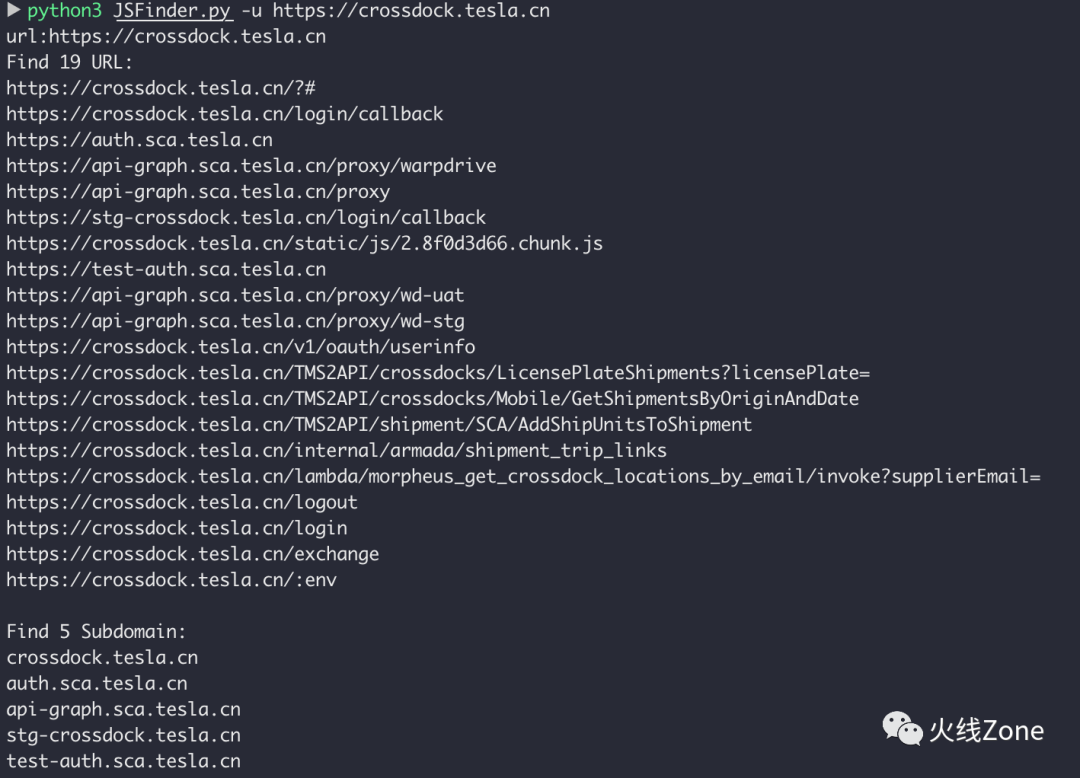 ▶ python3 JSFinder.py -u https://crossdock.tesla.cn
url:https://crossdock.tesla.cn
Find 19 URL:
https://crossdock.tesla.cn/?#
https://crossdock.tesla.cn/login/callback
https://auth.sca.tesla.cn
https://api-graph.sca.tesla.cn/proxy/warpdrive
https://api-graph.sca.tesla.cn/proxy
https://stg-crossdock.tesla.cn/login/callback
https://crossdock.tesla.cn/static/js/2.8f0d3d66.chunk.js
https://test-auth.sca.tesla.cn
https://api-graph.sca.tesla.cn/proxy/wd-uat
https://api-graph.sca.tesla.cn/proxy/wd-stg
https://crossdock.tesla.cn/v1/oauth/userinfo
https://crossdock.tesla.cn/TMS2API/crossdocks/LicensePlateShipments?licensePlate=
https://crossdock.tesla.cn/TMS2API/crossdocks/Mobile/GetShipmentsByOriginAndDate
https://crossdock.tesla.cn/TMS2API/shipment/SCA/AddShipUnitsToShipment
https://crossdock.tesla.cn/internal/armada/shipment_trip_links
https://crossdock.tesla.cn/lambda/morpheus_get_crossdock_locations_by_email/invoke?supplierEmail=
https://crossdock.tesla.cn/logout
https://crossdock.tesla.cn/login
https://crossdock.tesla.cn/exchange
https://crossdock.tesla.cn/:env
Find 5 Subdomain:
crossdock.tesla.cn
auth.sca.tesla.cn
api-graph.sca.tesla.cn
stg-crossdock.tesla.cn
test-auth.sca.tesla.cn
火线Zone